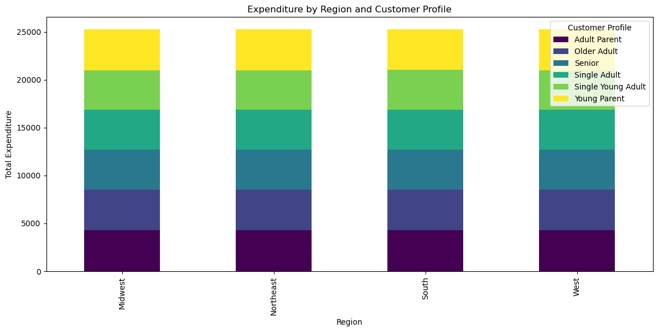 Expenditure by Region and Customer Profile
Total Expenditure
25000
20000
15000
10000
5000
0
Customer Profile
Adult Parent
Older Adult
Senior
Single Adult
Single Young Adult
Young Parent
Midwest
Northeast
South
West
Region